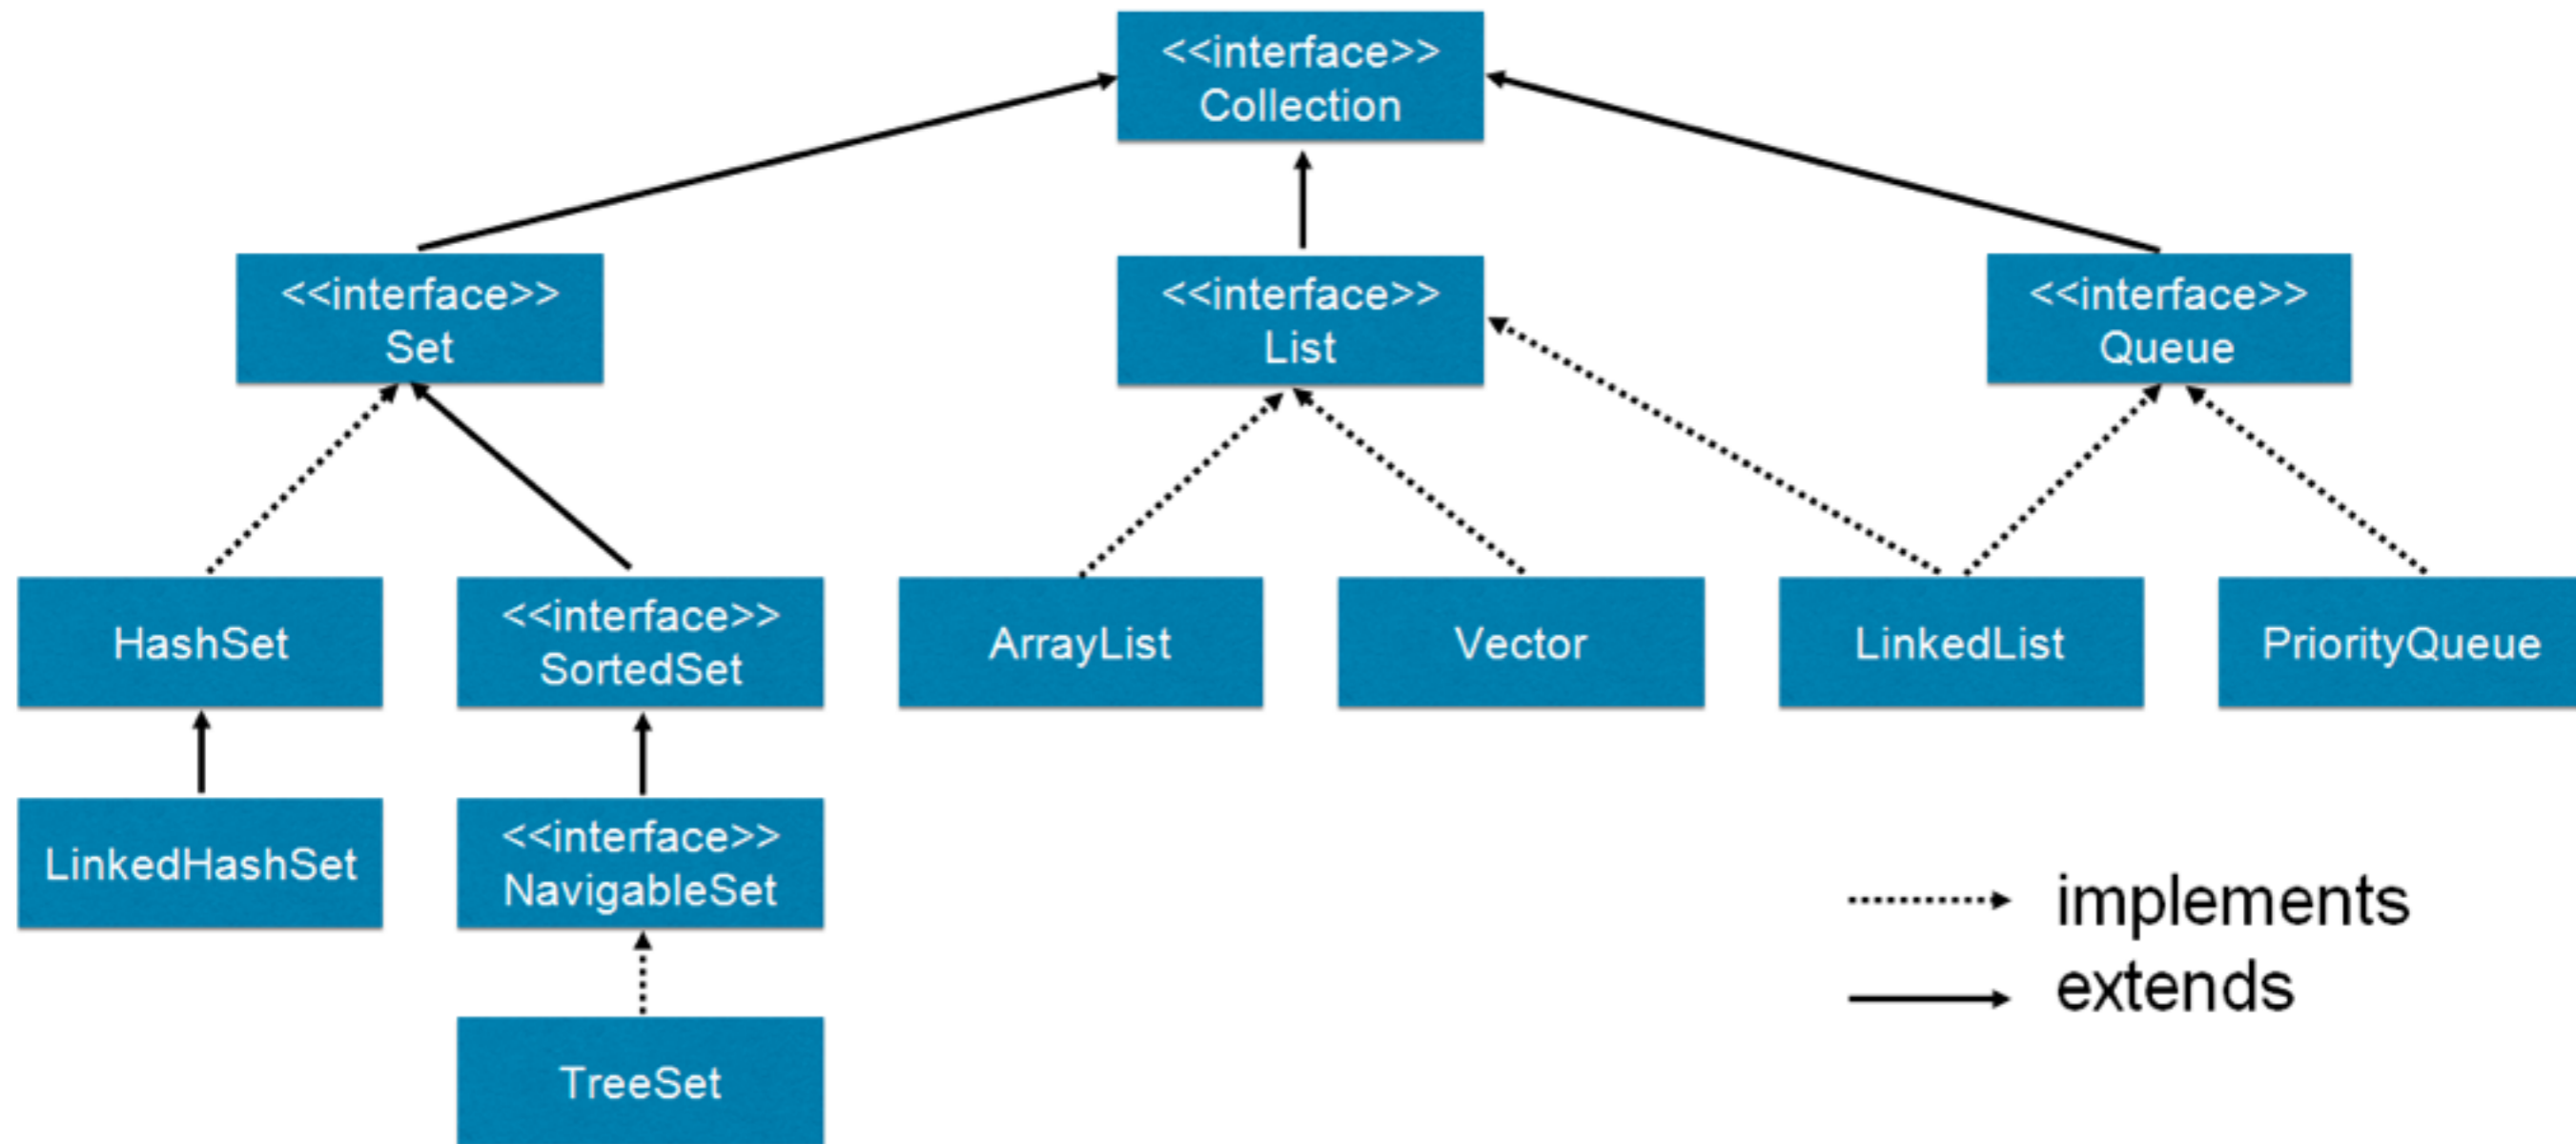 <<interface>>
Collection
<<interface>>
Set
<<interface>>
List
<<interface>>
Queue
HashSet
<<interface>>
SortedSet
ArrayList
Vector
LinkedList
PriorityQueue
LinkedHashSet
<<interface>>
NavigableSet
TreeSet
implements
extends